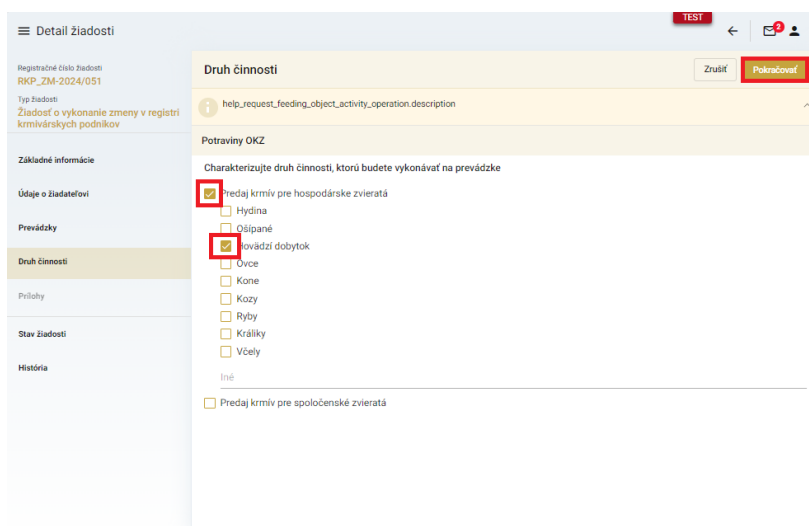 TEST
Detail žiadosti
2
Registračné číslo žiadosti
RKP_ZM-2024/051
Typ žiadosti
Žiadosť o vykonanie zmeny v registri
krmivárskych podnikov
Základné informácie
Údaje o žiadateľovi
Prevádzky
Druh činnosti
Prílohy
Stav žiadosti
História
Druh činnosti
Zrušiť
Pokračovať
help_request_feeding_object_activity_operation.description
Potraviny OKZ
Charakterizujte druh činnosti, ktorú budete vykonávať na prevádzke
Predaj krmív pre hospodárske zvieratá
Hydina
Ošípané
Hovädzí dobytok
Ovce
Kone
Kozy
Ryby
Králiky
Včely
Iné
Predaj krmív pre spoločenské zvieratá